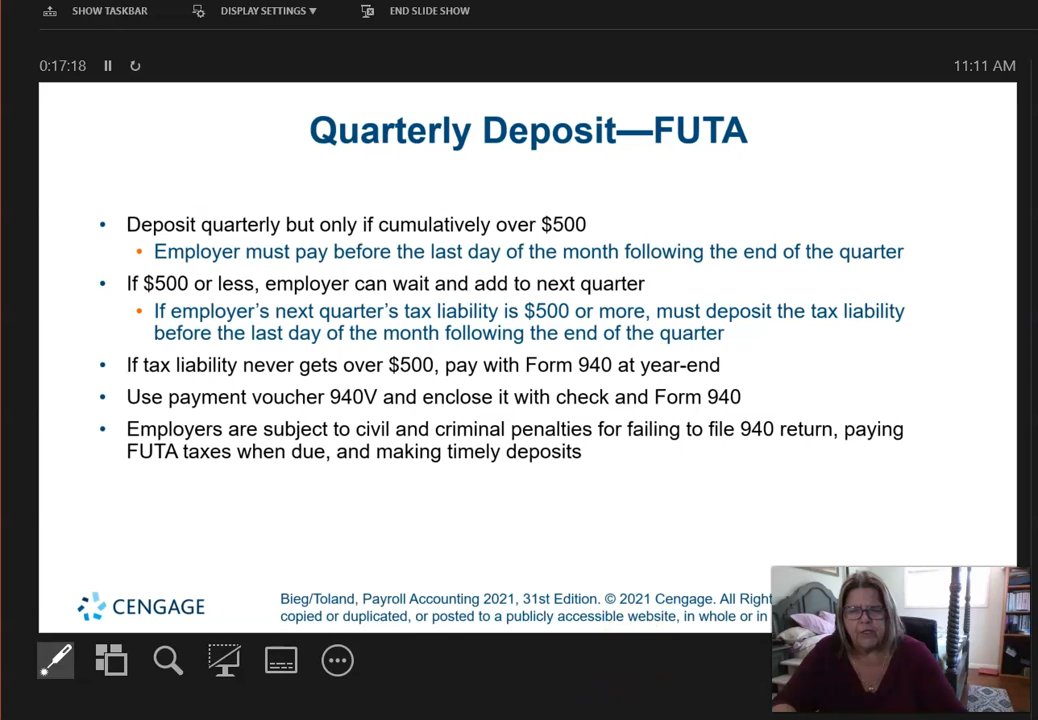 SHOW TASKBAR DISPLAY SETTINGS ▼ END SLIDE SHOW
0:17:18 11:11 AM
Quarterly Deposit—FUTA
• Deposit quarterly but only if cumulatively over $500
• Employer must pay before the last day of the month following the end of the quarter
• If $500 or less, employer can wait and add to next quarter
• If employer’s next quarter’s tax liability is $500 or more, must deposit the tax liability
before the last day of the month following the end of the quarter
• If tax liability never gets over $500, pay with Form 940 at year-end
• Use payment voucher 940V and enclose it with check and Form 940
• Employers are subject to civil and criminal penalties for failing to file 940 return, paying
FUTA taxes when due, and making timely deposits
CENGAGE
Bieg/Toland, Payroll Accounting 2021, 31st Edition. © 2021 Cengage. All Right
copied or duplicated, or posted to a publicly accessible website, in whole or in